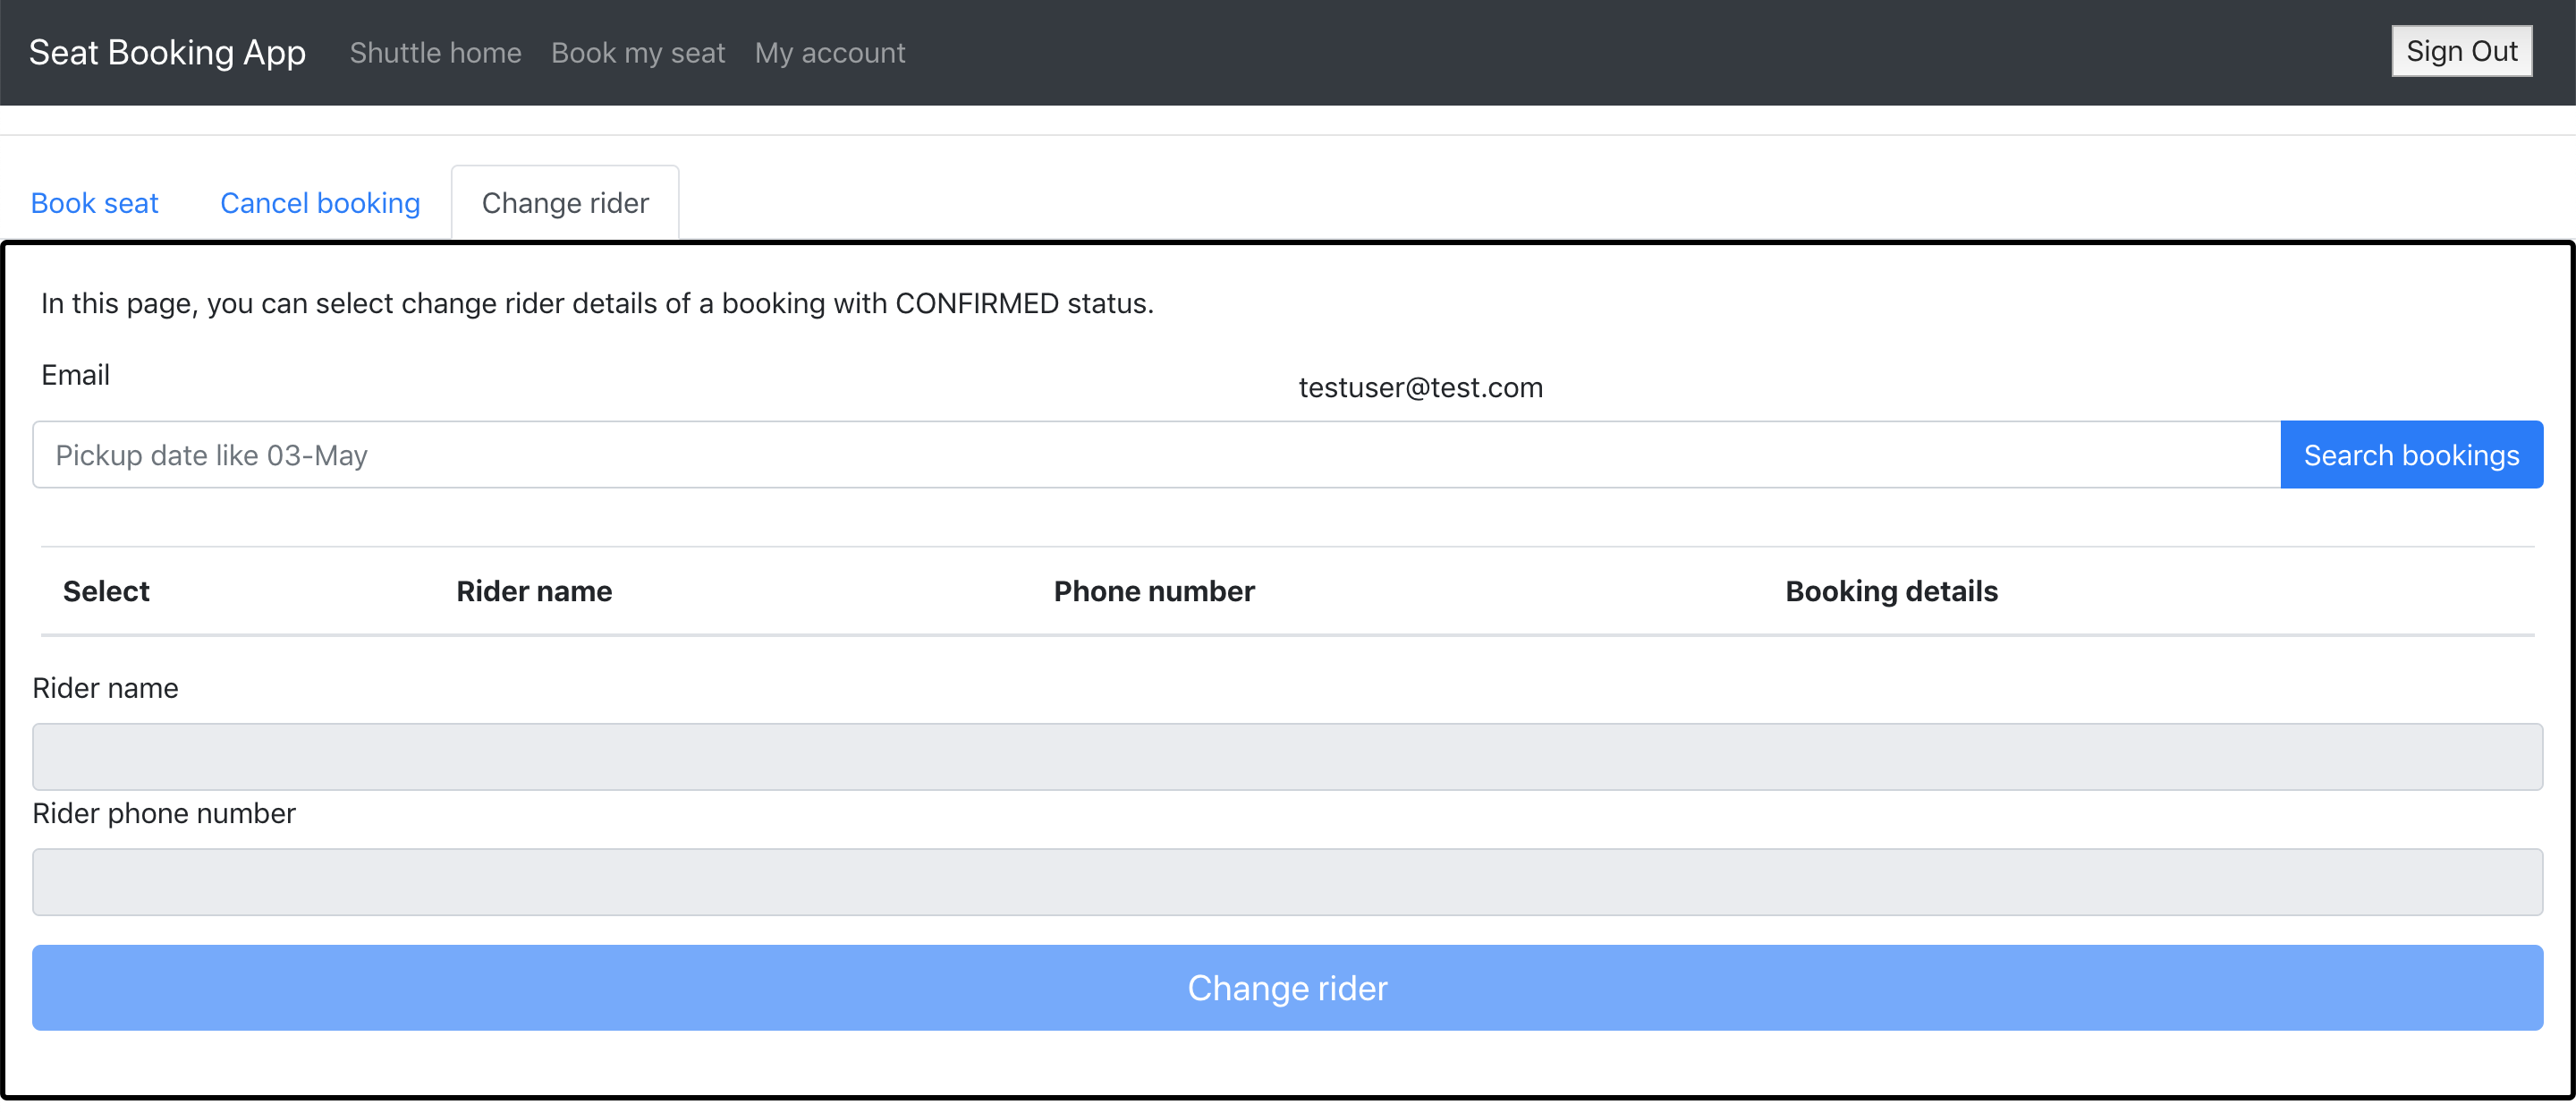 Seat Booking App Shuttle home Book my seat My account Sign Out
Book seat Cancel booking Change rider
In this page, you can select change rider details of a booking with CONFIRMED status.
Email
testuser@test.com
Pickup date like 03-May Search bookings
Select Rider name Phone number Booking details
Rider name
Rider phone number
Change rider